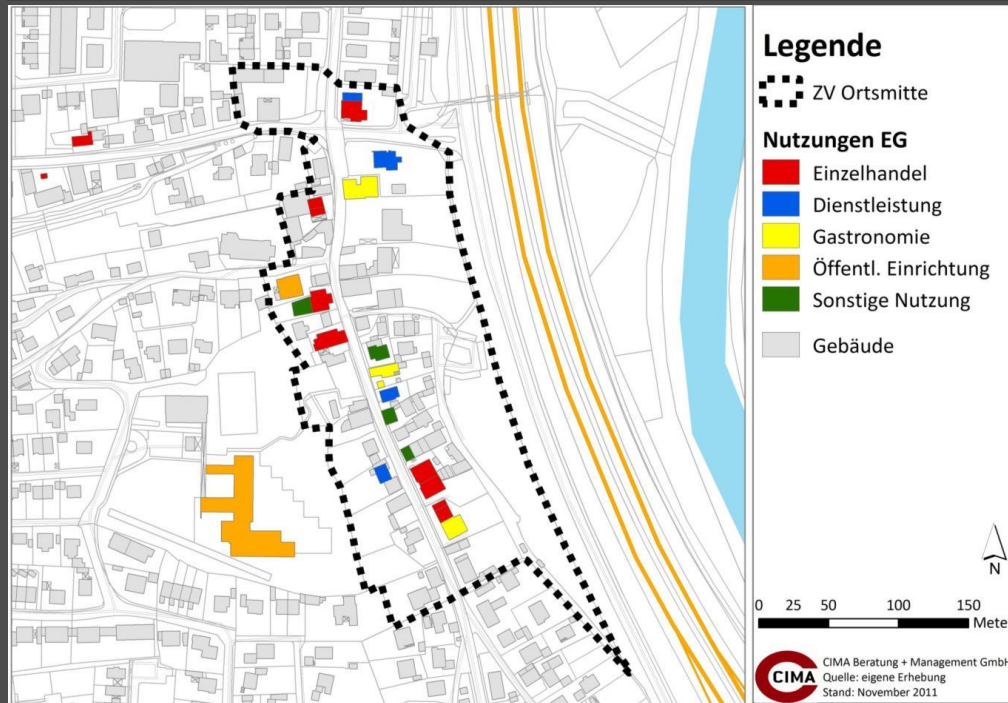 Legende
ZV Ortsmitte
Nutzungen EG
Einzelhandel
Dienstleistung
Gastronomie
Öffentl. Einrichtung
Sonstige Nutzung
Gebäude
N
0 25 50 100 150
Mete
CIMA
CIMA Beratung + Management GmbH
Quelle: eigene Erhebung
Stand: November 2011